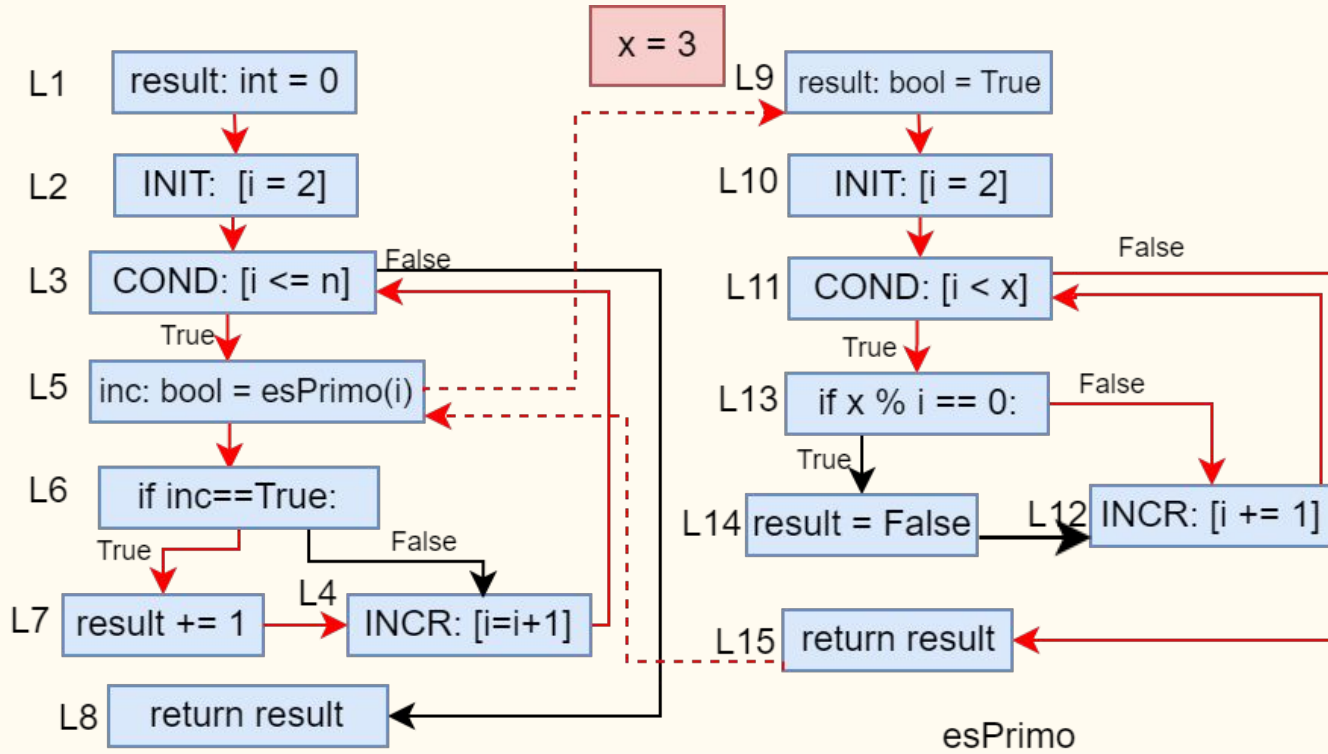 x = 3
L1
result: int = 0
L2
INIT: [i = 2]
L3
COND: [i <= n]
False
True
L5
inc: bool = esPrimo(i)
L6
if inc==True:
True
False
L7
result += 1
L4
INCR: [i=i+1]
L8
return result
L9
result: bool = True
L10
INIT: [i = 2]
L11
COND: [i < x]
False
True
L13
if x % i == 0:
False
True
L14
result = False
L12
INCR: [i += 1]
L15
return result
esPrimo